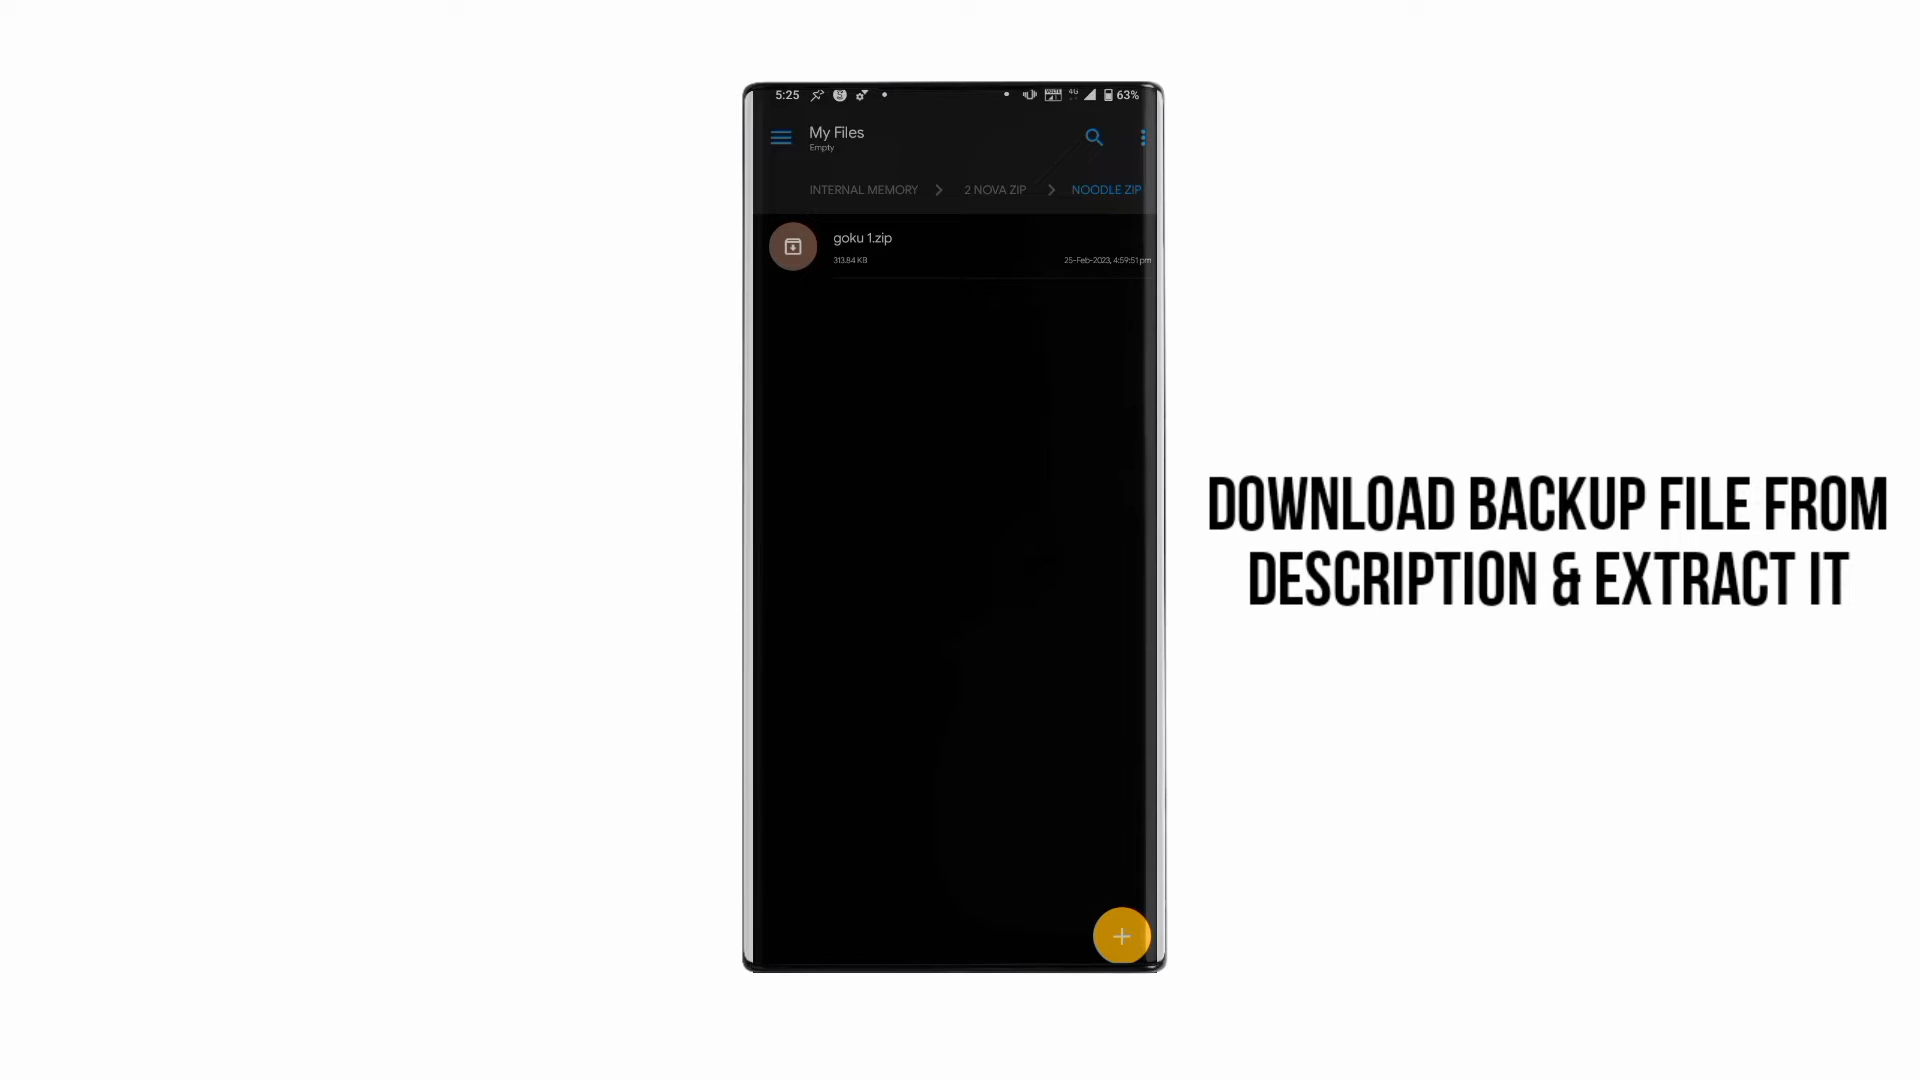 5:25
4G
63%
My Files
Empty
INTERNAL MEMORY
2 NOVA ZIP
NOODLE ZIP
goku 1.zip
313.84 KB
25-Feb-2023, 4:59:51 pm
DOWNLOAD BACKUP FILE FROM
DESCRIPTION & EXTRACT IT